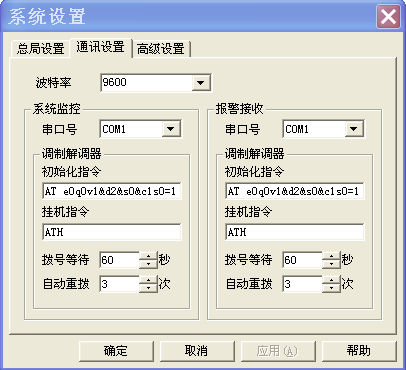 系统设置
总局设置 通讯设置 高级设置
波特率 9600
系统监控 报警接收
串口号 COM1 串口号 COM1
调制解调器 调制解调器
初始化指令 初始化指令
AT e0q0v1&d2&s0&c1s0=1 AT e0q0v1&d2&s0&c1s0=1
挂机指令 挂机指令
ATH ATH
拨号等待 60 秒 拨号等待 60 秒
自动重拨 3 次 自动重拨 3 次
确定 取消 应用(A) 帮助